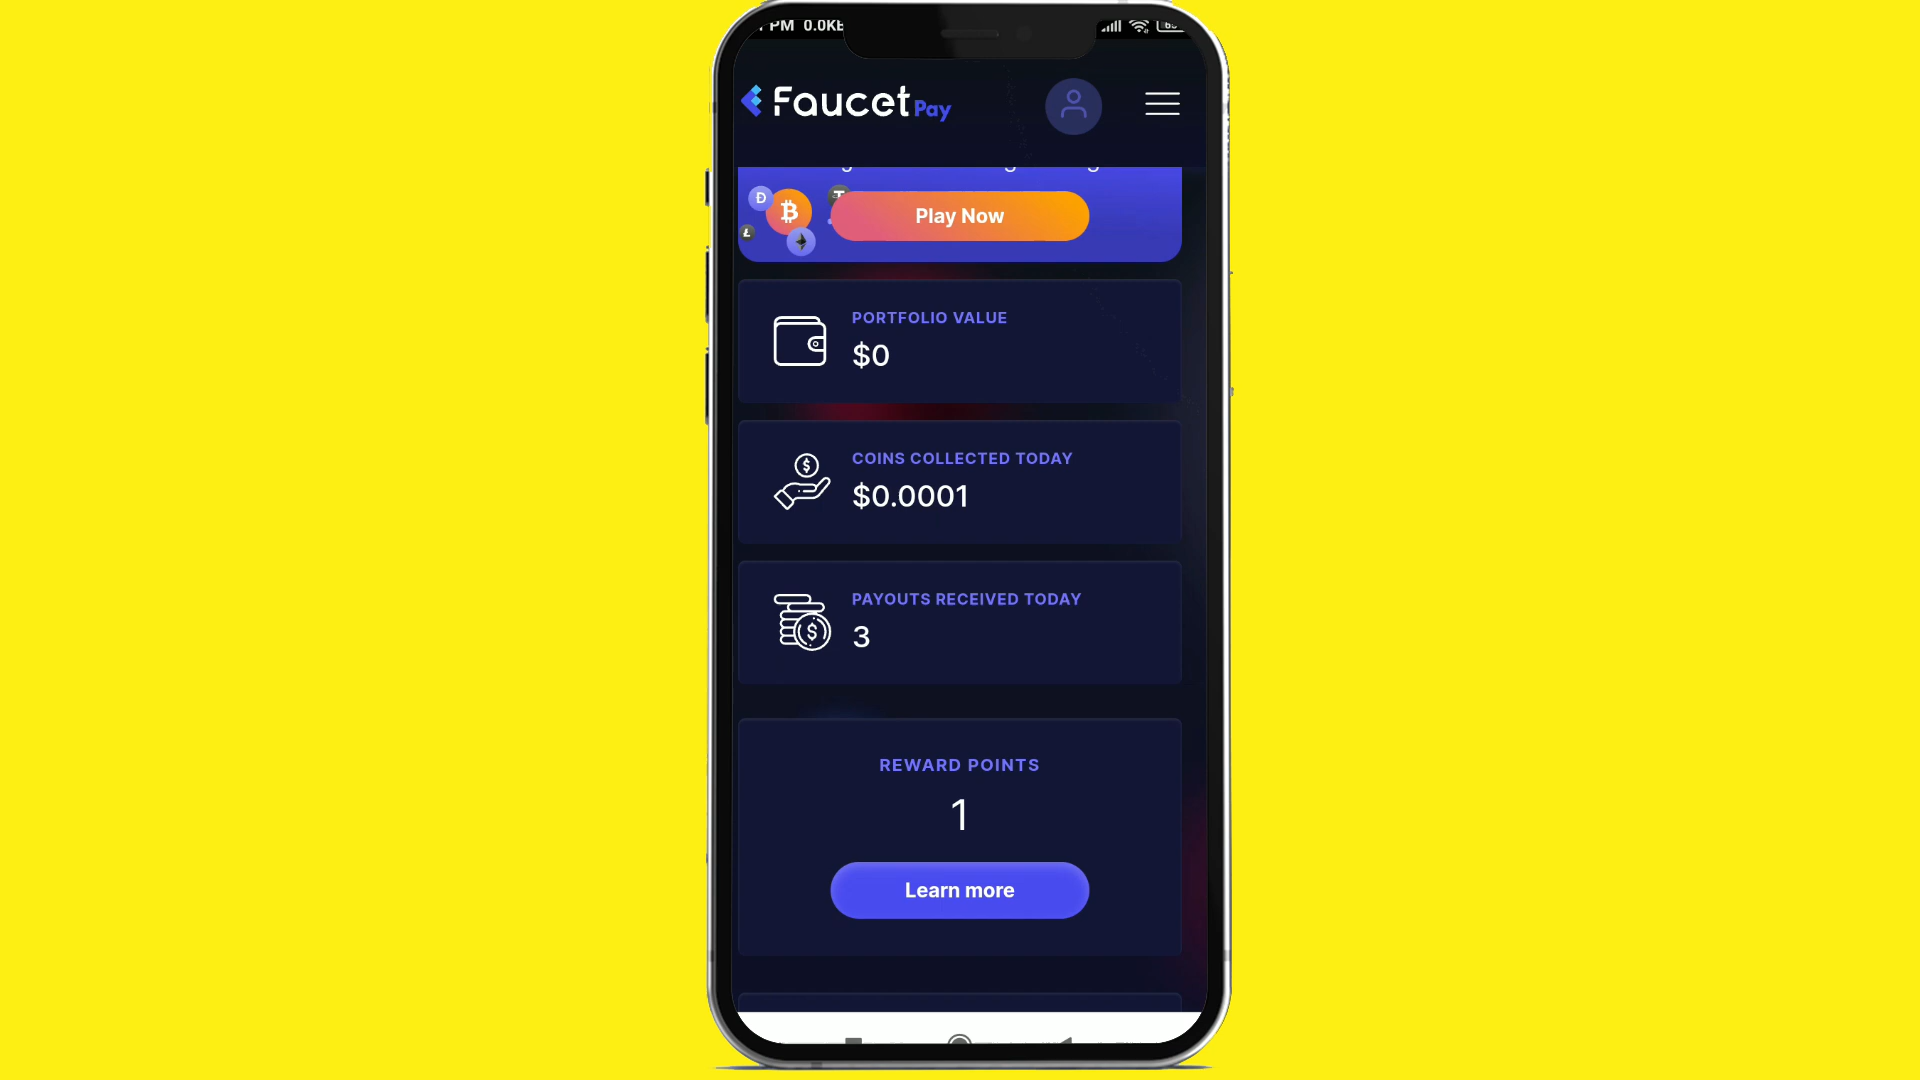 PM 0.0KB
Faucet Pay
Play Now
PORTFOLIO VALUE
$0
COINS COLLECTED TODAY
$0.0001
PAYOUTS RECEIVED TODAY
3
REWARD POINTS
1
Learn more